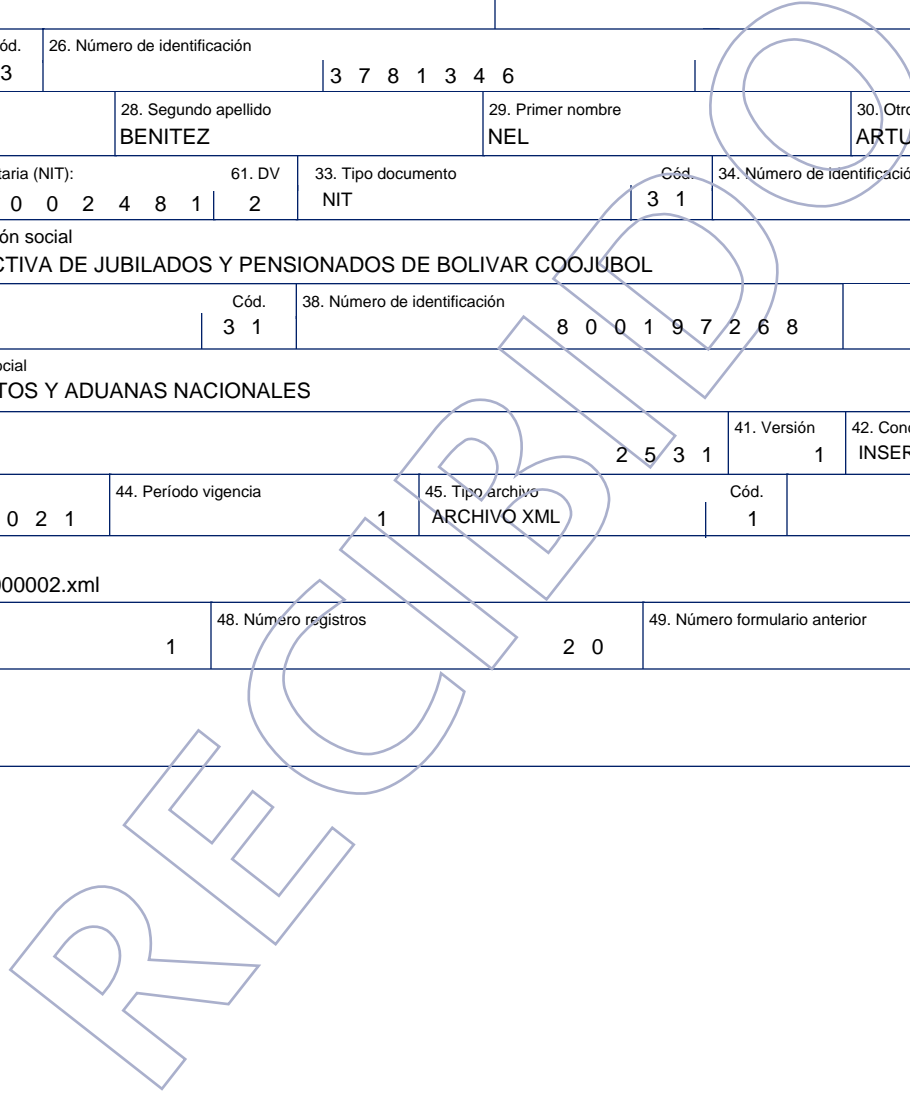 ód. 26. Número de identificación
3 3 7 8 1 3 4 6
28. Segundo apellido 29. Primer nombre 30. Otro
BENITEZ NEL ARTU
taria (NIT): 61. DV 33. Tipo documento Cód. 34. Número de identificació
0 0 2 4 8 1 2 NIT 3 1
ón social
CTIVA DE JUBILADOS Y PENSIONADOS DE BOLIVAR COOJUBOL
Cód. 38. Número de identificación
3 1 8 0 0 1 9 7 2 6 8
ocial
TOS Y ADUANAS NACIONALES
41. Versión 42. Conc
2 5 3 1 1 INSER
44. Período vigencia 45. Tipo archivo Cód.
0 2 1 1 ARCHIVO XML 1
000002.xml
48. Número registros 49. Número formulario anterior
1 2 0
RECIBIDO